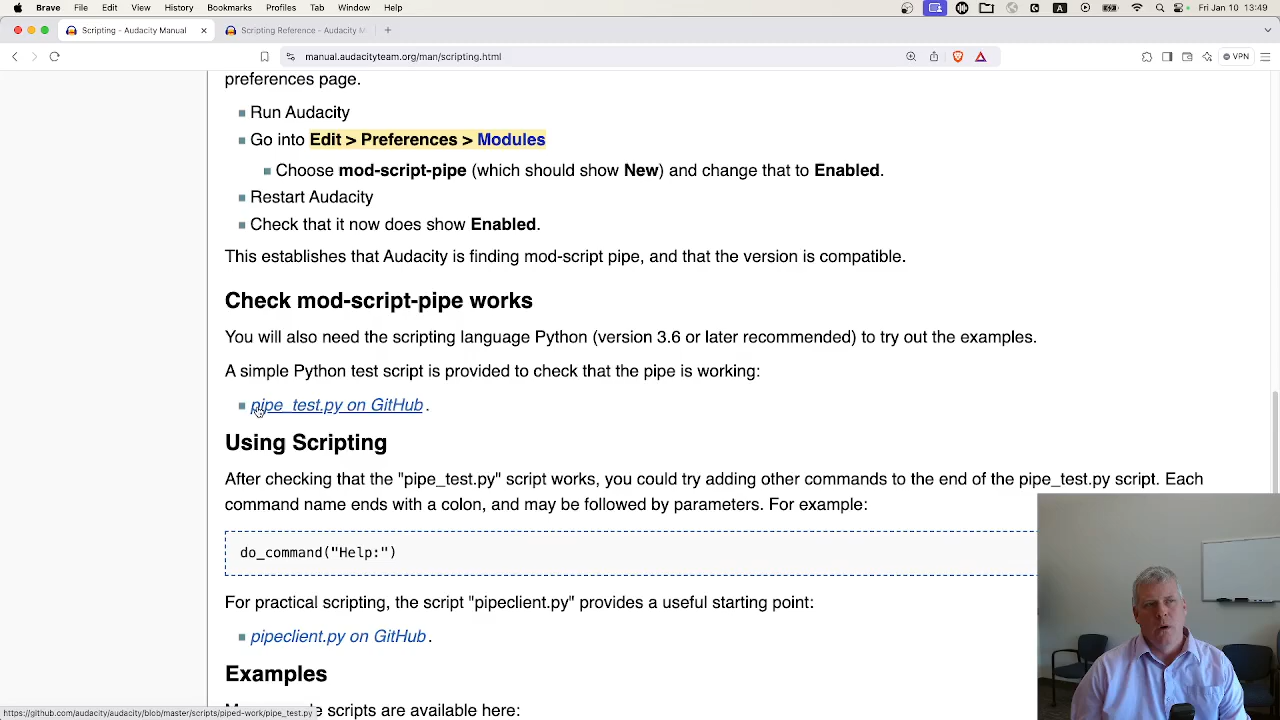 Brave File Edit View History Bookmarks Profiles Tab Window Help
A
Fri Jan 10 13:49
Scripting - Audacity Manual
Scripting Reference - Audacity M
manual.audacityteam.org/man/scripting.html
VPN
preferences page.
Run Audacity
Go into Edit > Preferences > Modules
Choose mod-script-pipe (which should show New) and change that to Enabled.
Restart Audacity
Check that it now does show Enabled.
This establishes that Audacity is finding mod-script pipe, and that the version is compatible.
Check mod-script-pipe works
You will also need the scripting language Python (version 3.6 or later recommended) to try out the examples.
A simple Python test script is provided to check that the pipe is working:
pipe_test.py on GitHub.
Using Scripting
After checking that the "pipe_test.py" script works, you could try adding other commands to the end of the pipe_test.py script. Each
command name ends with a colon, and may be followed by parameters. For example:
do_command("Help:")
For practical scripting, the script "pipeclient.py" provides a useful starting point:
pipeclient.py on GitHub.
Examples
scripts are available here:
https://github.com/audacity/audacity/blob/master/scripts/piped-work/pipe_test.py